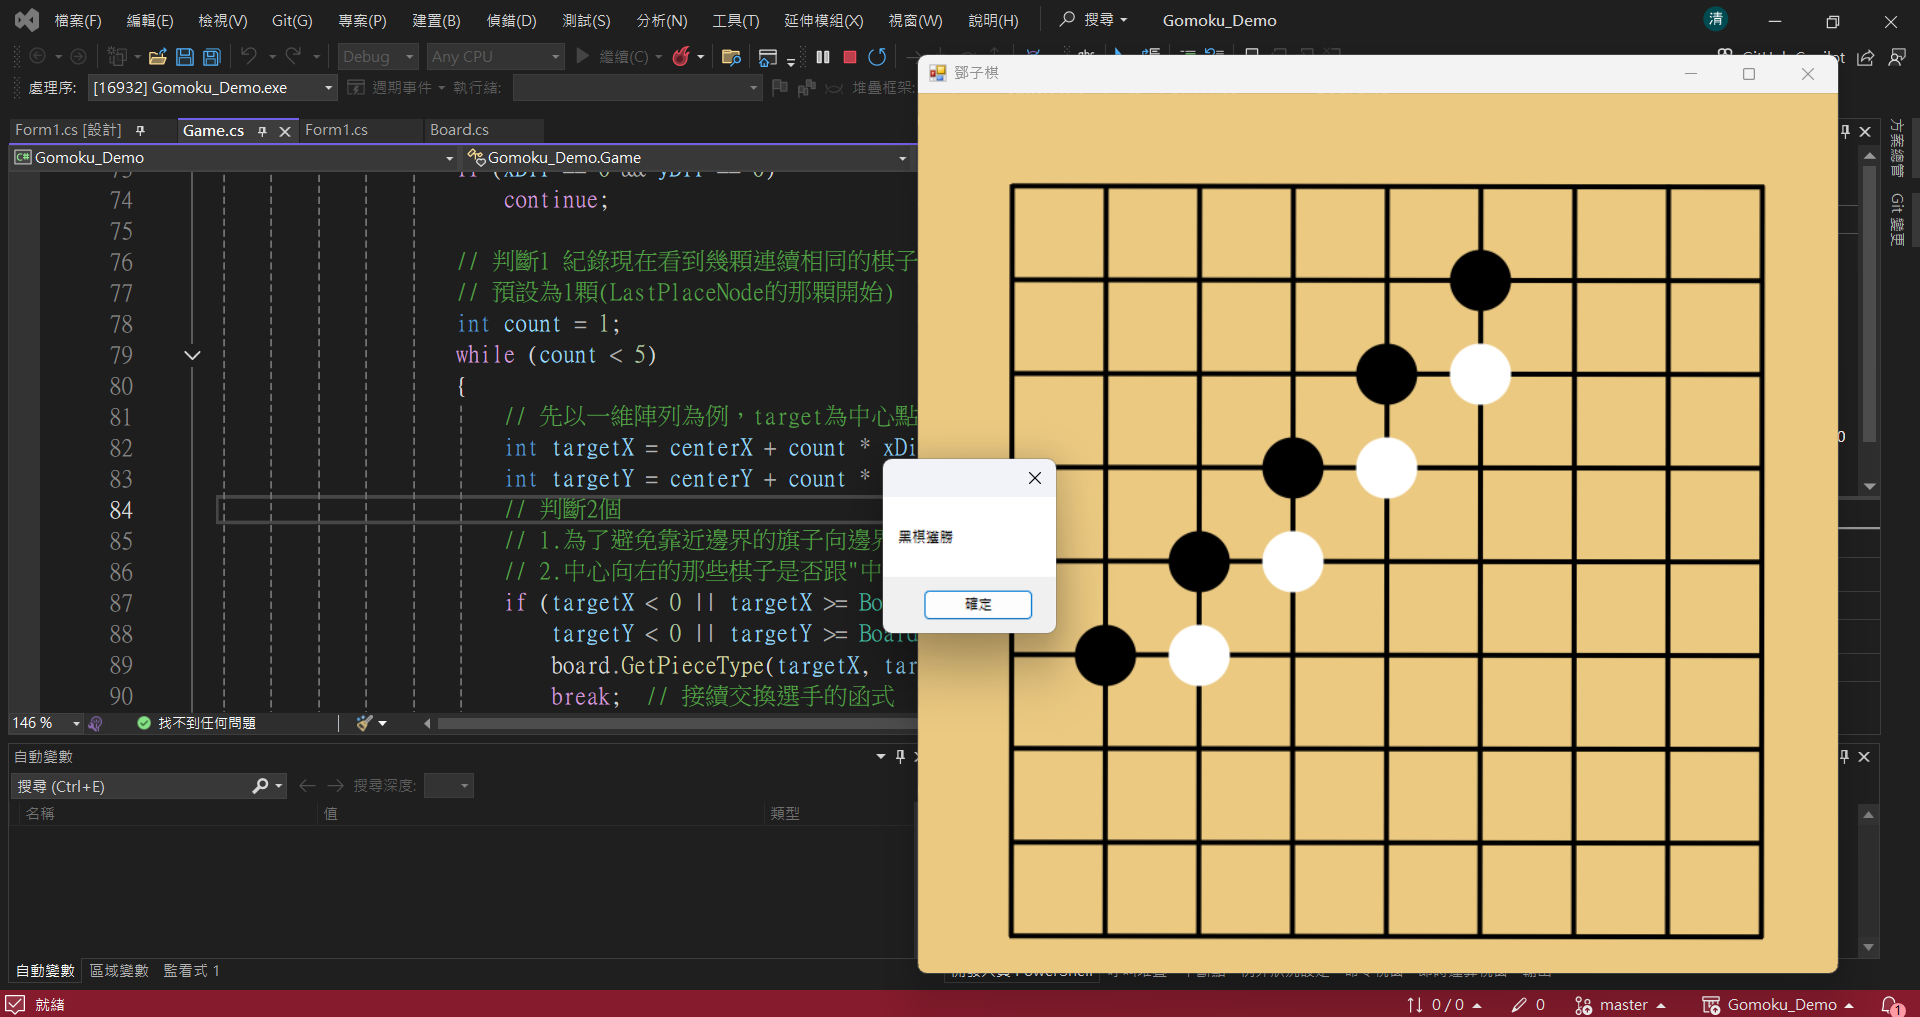 檔案(F) 編輯(E) 檢視(V) Git(G) 專案(P) 建置(B) 偵錯(D) 測試(S) 分析(N) 工具(T) 延伸模組(X) 視窗(W) 說明(H) 搜尋 Gomoku_Demo 清
Debug Any CPU 繼續(C)
處理序: [16932] Gomoku_Demo.exe 週期事件 執行緒: 堆疊框架:
Form1.cs [設計] Game.cs Form1.cs Board.cs
Gomoku_Demo Gomoku_Demo.Game
74 continue;
75
76 // 判斷1 紀錄現在看到幾顆連續相同的棋子
77 // 預設為1顆(LastPlaceNode的那顆開始)
78 int count = 1;
79 while (count < 5)
80 {
81 // 先以一維陣列為例，target為中心點
82 int targetX = centerX + count * xDi
83 int targetY = centerY + count *
84 // 判斷2個
85 // 1.為了避免靠近邊界的旗子向邊界
86 // 2.中心向右的那些棋子是否跟"中
87 if (targetX < 0 || targetX >= Bo
88 targetY < 0 || targetY >= Board
89 board.GetPieceType(targetX, tar
90 break; // 接續交換選手的函式
146 % 找不到任何問題
自動變數
搜尋 (Ctrl+E) 搜尋深度:
名稱 值 類型
自動變數 區域變數 監看式 1
鄧子棋
黑棋獲勝
確定
方案總管
Git 變更
就緒 0 / 0 0 master Gomoku_Demo 1